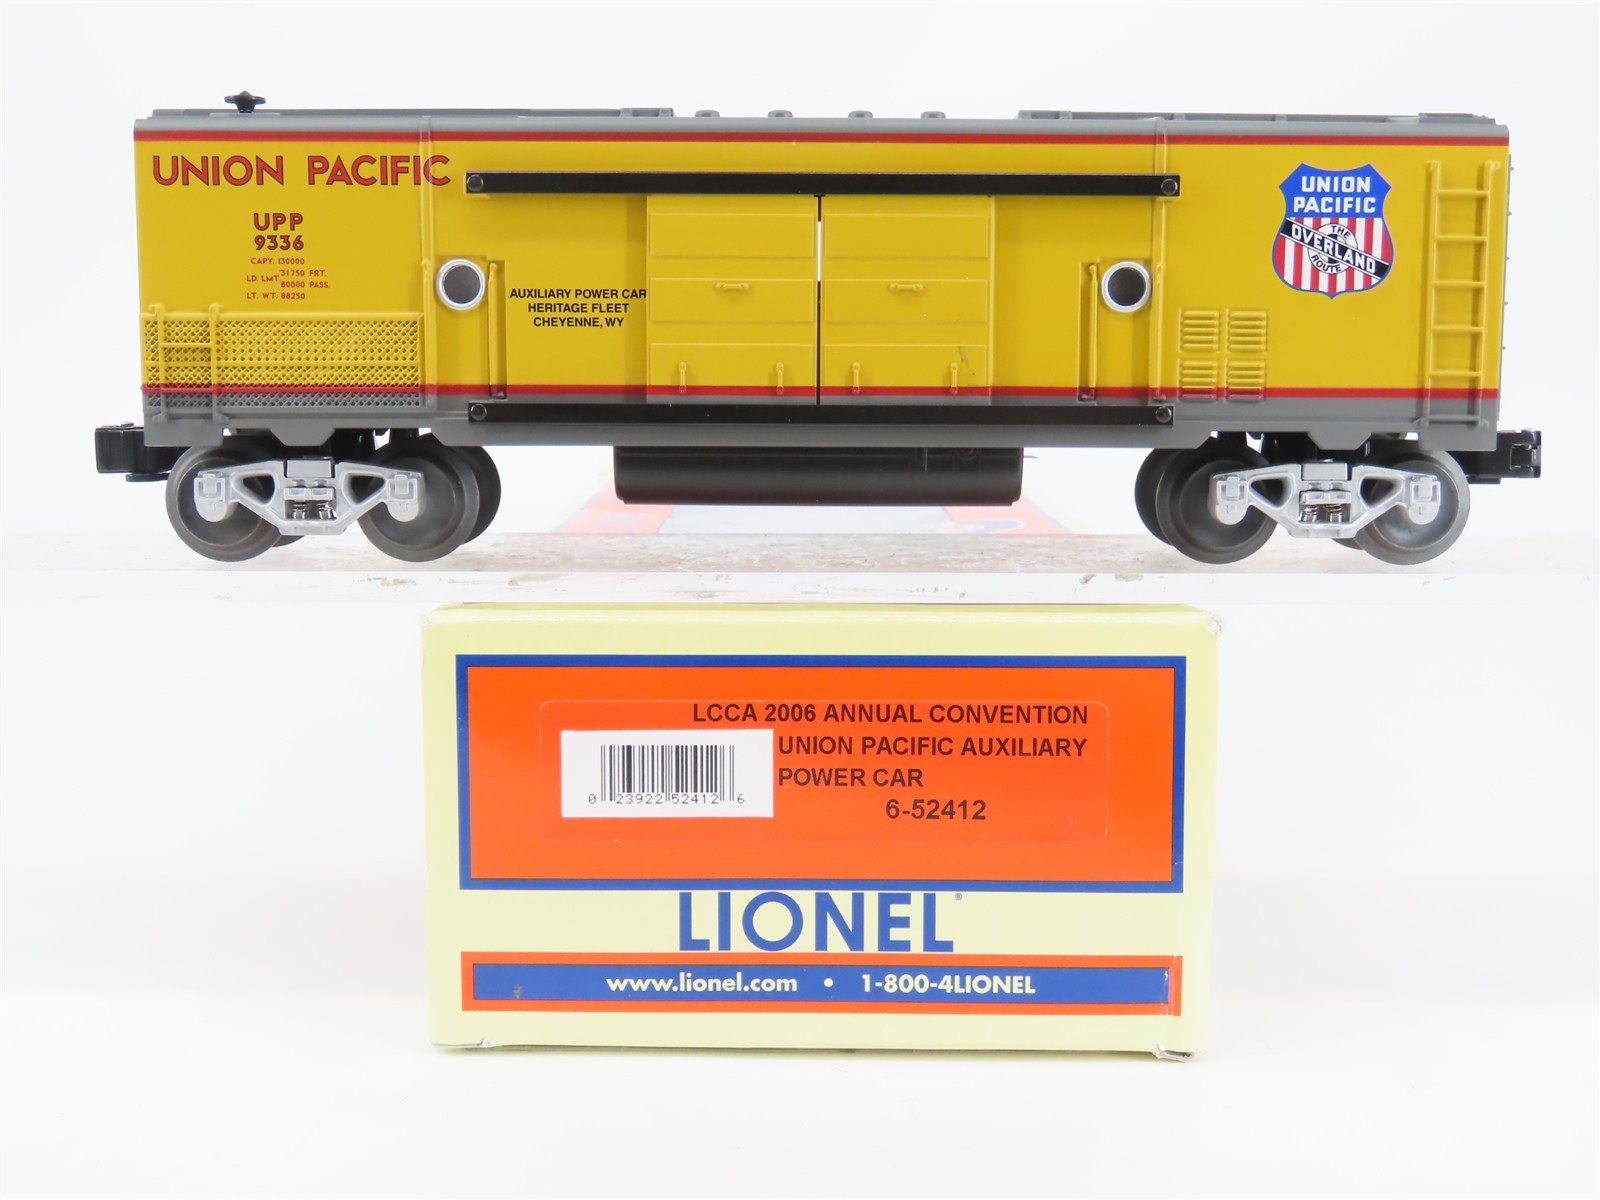 UNION PACIFIC
UPP
9336
CAPY. 130000
31750 FRT.
LD. LMT.
80000 PASS.
LT. WT. 88250
AUXILIARY POWER CAR
HERITAGE FLEET
CHEYENNE, WY
UNION
PACIFIC
THE
OVERLAND
ROUTE
LCCA 2006 ANNUAL CONVENTION
UNION PACIFIC AUXILIARY
POWER CAR
6-52412
0 23922 52412 6
LIONEL®
www.lionel.com • 1-800-4LIONEL